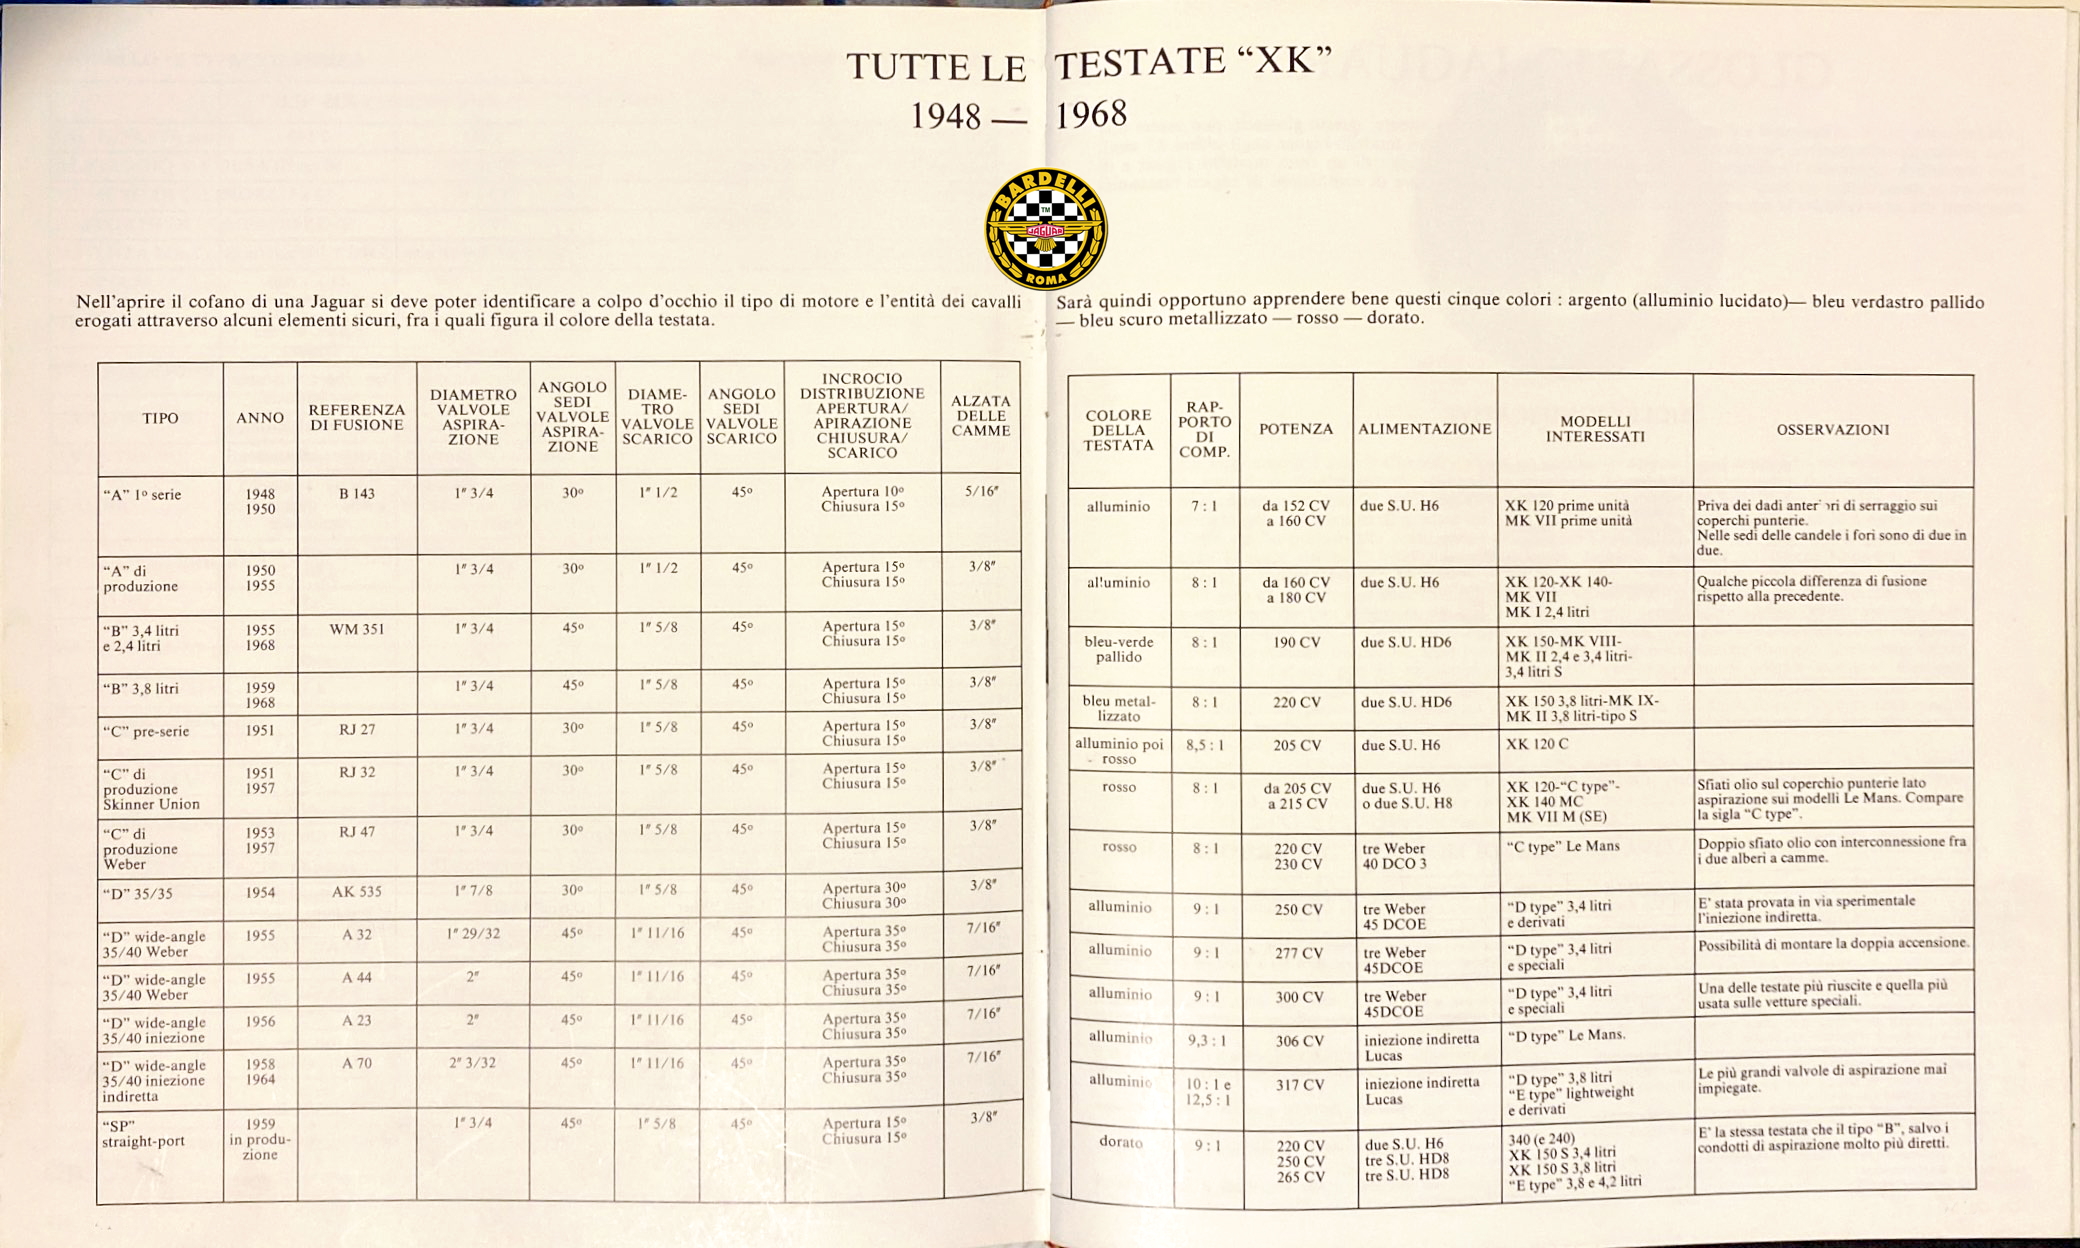 TUTTE LE TESTATE “XK”
1948 — 1968
BARDELLI
TM
JAGUAR
ROMA
Nell'aprire il cofano di una Jaguar si deve poter identificare a colpo d'occhio il tipo di motore e l'entità dei cavalli
erogati attraverso alcuni elementi sicuri, fra i quali figura il colore della testata.
Sarà quindi opportuno apprendere bene questi cinque colori : argento (alluminio lucidato)— bleu verdastro pallido
— bleu scuro metallizzato — rosso — dorato.
TIPO
ANNO
REFERENZA
DI FUSIONE
DIAMETRO
VALVOLE
ASPIRA-
ZIONE
ANGOLO
SEDI
VALVOLE
ASPIRA-
ZIONE
DIAME-
TRO
VALVOLE
SCARICO
ANGOLO
SEDI
VALVOLE
SCARICO
INCROCIO
DISTRIBUZIONE
APERTURA/
APIRAZIONE
CHIUSURA/
SCARICO
ALZATA
DELLE
CAMME
“A” 1º serie
1948
1950
B 143
1″ 3/4
30º
1″ 1/2
45º
Apertura 10º
Chiusura 15º
5/16″
“A” di
produzione
1950
1955
1″ 3/4
30º
1″ 1/2
45º
Apertura 15º
Chiusura 15º
3/8″
“B” 3,4 litri
e 2,4 litri
1955
1968
WM 351
1″ 3/4
45º
1″ 5/8
45º
Apertura 15º
Chiusura 15º
3/8″
“B” 3,8 litri
1959
1968
1″ 3/4
45º
1″ 5/8
45º
Apertura 15º
Chiusura 15º
3/8″
“C” pre-serie
1951
RJ 27
1″ 3/4
30º
1″ 5/8
45º
Apertura 15º
Chiusura 15º
3/8″
“C” di
produzione
Skinner Union
1951
1957
RJ 32
1″ 3/4
30º
1″ 5/8
45º
Apertura 15º
Chiusura 15º
3/8″
“C” di
produzione
Weber
1953
1957
RJ 47
1″ 3/4
30º
1″ 5/8
45º
Apertura 15º
Chiusura 15º
3/8″
“D” 35/35
1954
AK 535
1″ 7/8
30º
1″ 5/8
45º
Apertura 30º
Chiusura 30º
3/8″
“D” wide-angle
35/40 Weber
1955
A 32
1″ 29/32
45º
1″ 11/16
45º
Apertura 35º
Chiusura 35º
7/16″
“D” wide-angle
35/40 Weber
1955
A 44
2″
45º
1″ 11/16
45º
Apertura 35º
Chiusura 35º
7/16″
“D” wide-angle
35/40 iniezione
1956
A 23
2″
45º
1″ 11/16
45º
Apertura 35º
Chiusura 35º
7/16″
“D” wide-angle
35/40 iniezione
indiretta
1958
1964
A 70
2″ 3/32
45º
1″ 11/16
45º
Apertura 35º
Chiusura 35º
7/16″
“SP”
straight-port
1959
in produ-
zione
1″ 3/4
45º
1″ 5/8
45º
Apertura 15º
Chiusura 15º
3/8″
COLORE
DELLA
TESTATA
RAP-
PORTO
DI
COMP.
POTENZA
ALIMENTAZIONE
MODELLI
INTERESSATI
OSSERVAZIONI
alluminio
7 : 1
da 152 CV
a 160 CV
due S.U. H6
XK 120 prime unità
MK VII prime unità
Priva dei dadi anteriori di serraggio sui
coperchi punterie.
Nelle sedi delle candele i fori sono di due in
due.
alluminio
8 : 1
da 160 CV
a 180 CV
due S.U. H6
XK 120-XK 140-
MK VII
MK I 2,4 litri
Qualche piccola differenza di fusione
rispetto alla precedente.
bleu-verde
pallido
8 : 1
190 CV
due S.U. HD6
XK 150-MK VIII-
MK II 2,4 e 3,4 litri-
3,4 litri S
bleu metal-
lizzato
8 : 1
220 CV
due S.U. HD6
XK 150 3,8 litri-MK IX-
MK II 3,8 litri-tipo S
alluminio poi
rosso
8,5 : 1
205 CV
due S.U. H6
XK 120 C
rosso
8 : 1
da 205 CV
a 215 CV
due S.U. H6
o due S.U. H8
XK 120-“C type”-
XK 140 MC
MK VII M (SE)
Sfiati olio sul coperchio punterie lato
aspirazione sui modelli Le Mans. Compare
la sigla “C type”.
rosso
8 : 1
220 CV
230 CV
tre Weber
40 DCO 3
“C type” Le Mans
Doppio sfiato olio con interconnessione fra
i due alberi a camme.
alluminio
9 : 1
250 CV
tre Weber
45 DCOE
“D type” 3,4 litri
e derivati
E' stata provata in via sperimentale
l'iniezione indiretta.
alluminio
9 : 1
277 CV
tre Weber
45DCOE
“D type” 3,4 litri
e speciali
Possibilità di montare la doppia accensione.
alluminio
9 : 1
300 CV
tre Weber
45DCOE
“D type” 3,4 litri
e speciali
Una delle testate più riuscite e quella più
usata sulle vetture speciali.
alluminio
9,3 : 1
306 CV
iniezione indiretta
Lucas
“D type” Le Mans.
alluminio
10 : 1 e
12,5 : 1
317 CV
iniezione indiretta
Lucas
“D type” 3,8 litri
“E type” lightweight
e derivati
Le più grandi valvole di aspirazione mai
impiegate.
dorato
9 : 1
220 CV
250 CV
265 CV
due S.U. H6
tre S.U. HD8
tre S.U. HD8
340 (e 240)
XK 150 S 3,4 litri
XK 150 S 3,8 litri
“E type” 3,8 e 4,2 litri
E' la stessa testata che il tipo “B”, salvo i
condotti di aspirazione molto più diretti.